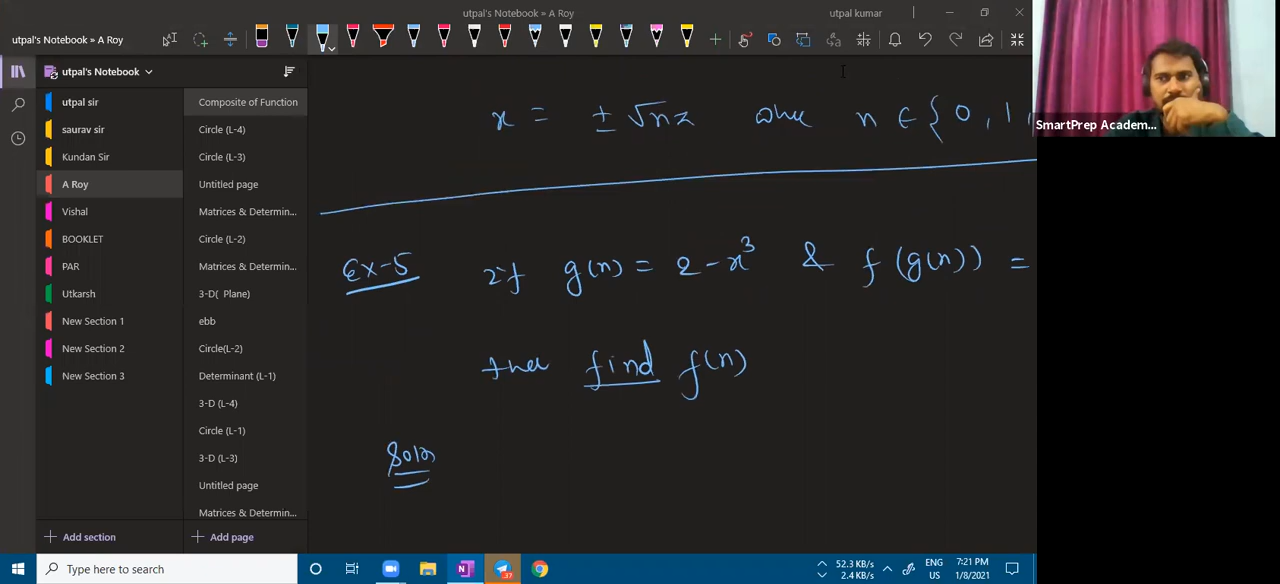 utpal's Notebook » A Roy
utpal kumar
utpal's Notebook » A Roy
utpal's Notebook
utpal sir
saurav sir
Kundan Sir
A Roy
Vishal
BOOKLET
PAR
Utkarsh
New Section 1
New Section 2
New Section 3
Add section
Composite of Function
Circle (L-4)
Circle (L-3)
Untitled page
Matrices & Determin...
Circle (L-2)
Matrices & Determin...
3-D( Plane)
ebb
Circle(L-2)
Determinant (L-1)
3-D (L-4)
Circle (L-1)
3-D (L-3)
Untitled page
Matrices & Determin...
Add page
x = ± √nπ where n ∈ { 0, 1,
Ex-5 If g(x) = 2 - x³ & f(g(x)) =
then find f(x)
Soln
SmartPrep Academ...
Type here to search
37
52.3 KB/s
2.4 KB/s
ENG
US
7:21 PM
1/8/2021